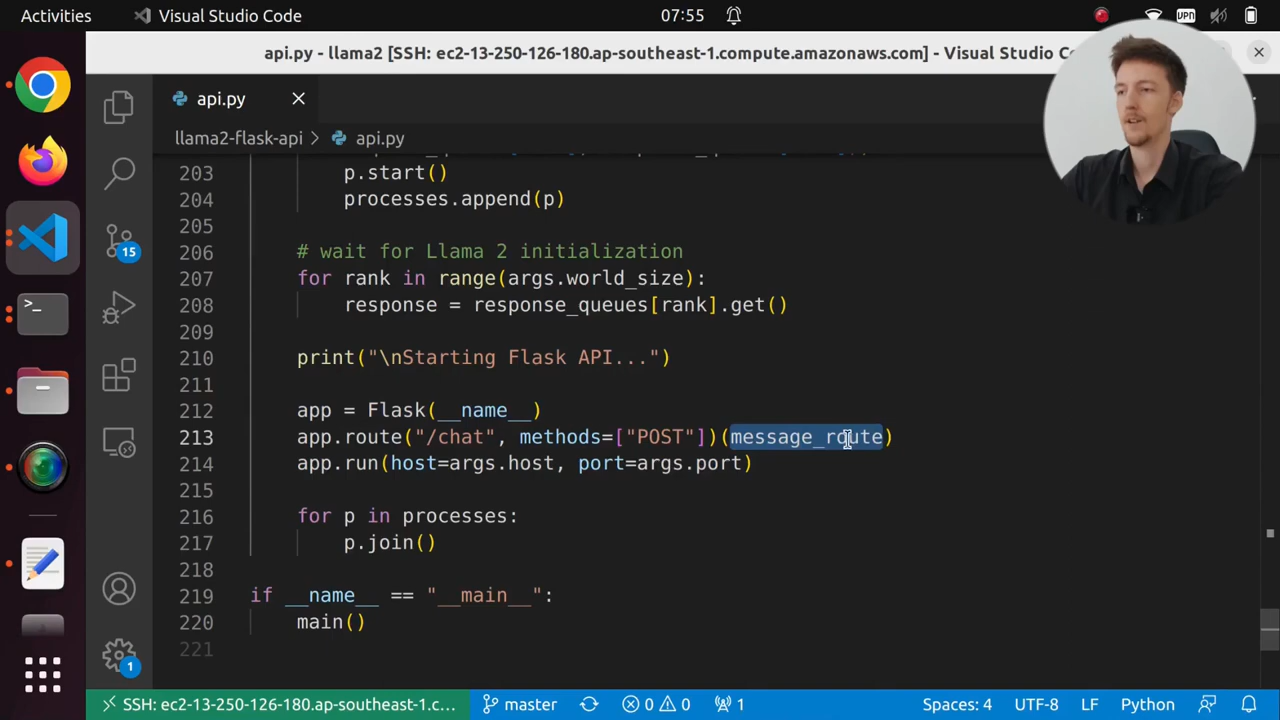 Activities
Visual Studio Code
07:55
VPN
api.py - llama2 [SSH: ec2-13-250-126-180.ap-southeast-1.compute.amazonaws.com] - Visual Studio Co
api.py
llama2-flask-api > api.py
203 p.start()
204 processes.append(p)
205
206 # wait for Llama 2 initialization
207 for rank in range(args.world_size):
208 response = response_queues[rank].get()
209
210 print("\nStarting Flask API...")
211
212 app = Flask(__name__)
213 app.route("/chat", methods=["POST"])(message_route)
214 app.run(host=args.host, port=args.port)
215
216 for p in processes:
217 p.join()
218
219 if __name__ == "__main__":
220 main()
221
15
1
SSH: ec2-13-250-126-180.ap-southeast-1.c...
master
0
0
1
Spaces: 4
UTF-8
LF
Python